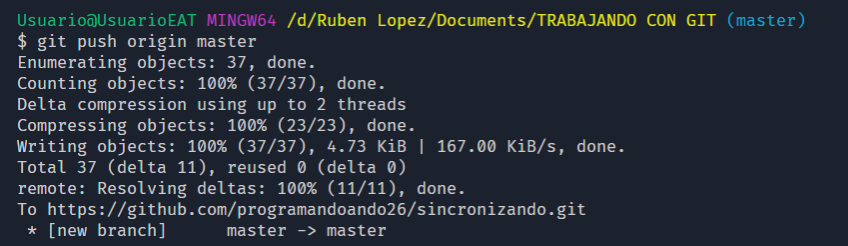 Usuario@UsuarioEAT MINGW64 /d/Ruben Lopez/Documents/TRABAJANDO CON GIT (master)
$ git push origin master
Enumerating objects: 37, done.
Counting objects: 100% (37/37), done.
Delta compression using up to 2 threads
Compressing objects: 100% (23/23), done.
Writing objects: 100% (37/37), 4.73 KiB | 167.00 KiB/s, done.
Total 37 (delta 11), reused 0 (delta 0)
remote: Resolving deltas: 100% (11/11), done.
To https://github.com/programandoando26/sincronizando.git
 * [new branch]      master -> master